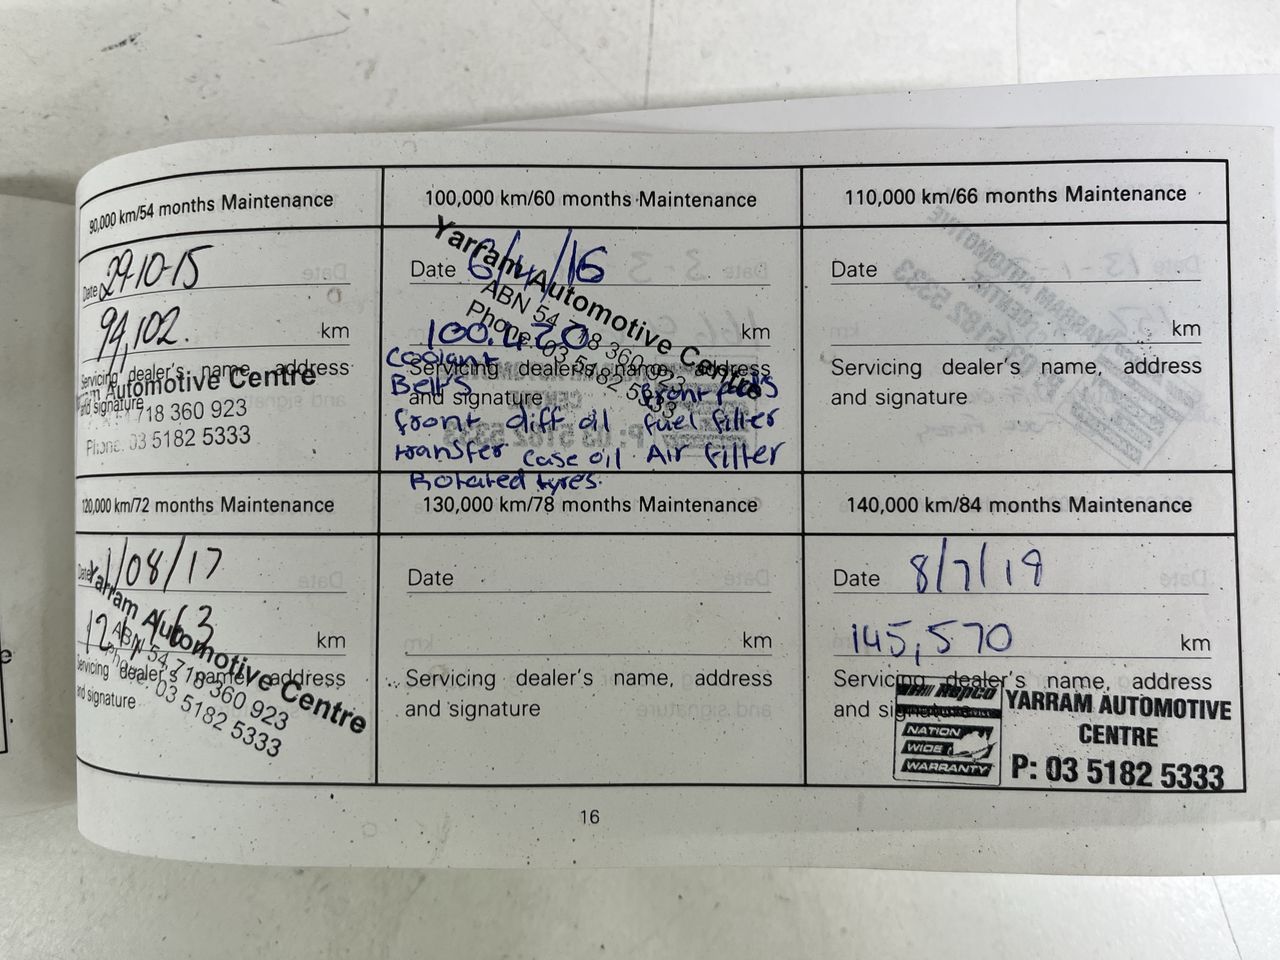 90,000 km/54 months Maintenance
Date 29-10-15
94,102. km
Servicing dealer's name, address
and signature
Automotive Centre
718 360 923
Phone: 03 5182 5333
100,000 km/60 months Maintenance
Date 6/4/16
100.420 km
Servicing dealer's name, address
and signature
Yarram Automotive Centre
ABN 54 718 360 923
Phone: 03 5182 5333
Coolant
Belts front pads
front diff oil fuel filter
transfer case oil Air filter
Rotated tyres.
110,000 km/66 months Maintenance
Date
km
Servicing dealer's name, address
and signature
120,000 km/72 months Maintenance
Date 1/08/17
km
Servicing dealer's name, address
and signature
Yarram Automotive Centre
ABN 54 718 360 923
Phone: 03 5182 5333
130,000 km/78 months Maintenance
Date
km
Servicing dealer's name, address
and signature
140,000 km/84 months Maintenance
Date 8/7/19
145,570 km
Servicing dealer's name, address
and signature
Repco
NATION
WIDE
WARRANTY
YARRAM AUTOMOTIVE
CENTRE
P: 03 5182 5333
16